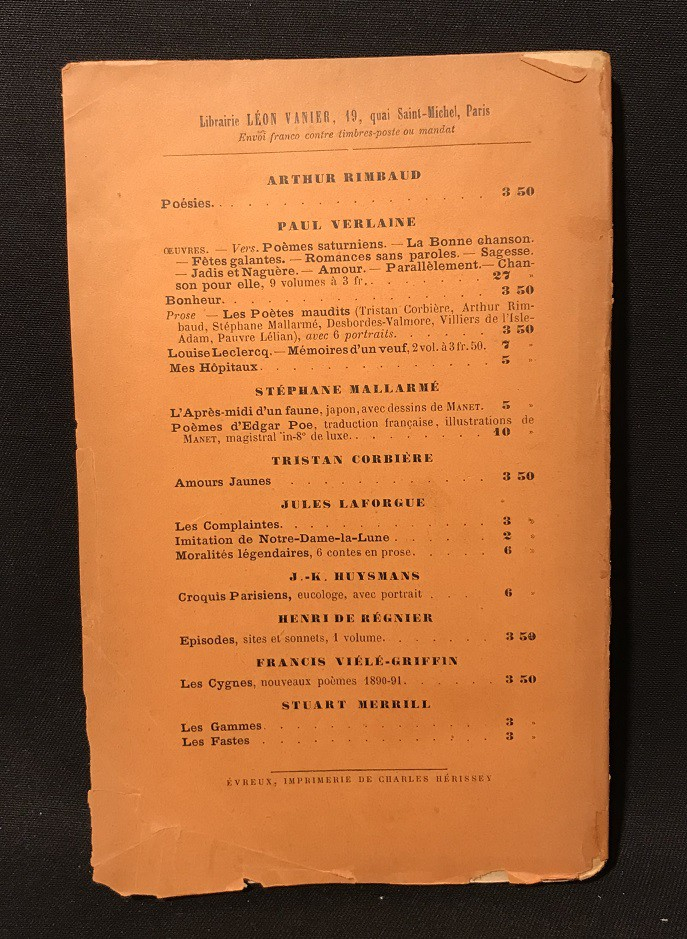 Librairie LÉON VANIER, 19, quai Saint-Michel, Paris
Envoi franco contre timbres-poste ou mandat
ARTHUR RIMBAUD
Poésies. . . . . . . . . . . . . . . . . . 3 50
PAUL VERLAINE
ŒUVRES. — Vers. Poèmes saturniens. — La Bonne chanson.
— Fêtes galantes. — Romances sans paroles. — Sagesse.
— Jadis et Naguère. — Amour. — Parallèlement. — Chan-
son pour elle, 9 volumes à 3 fr. . . . . . . . 27 »
Bonheur. . . . . . . . . . . . . . . . . . 3 50
Prose — Les Poètes maudits (Tristan Corbière, Arthur Rim-
baud, Stéphane Mallarmé, Desbordes-Valmore, Villiers de l'Isle-
Adam, Pauvre Lélian), avec 6 portraits. . . . . . 3 50
Louise Leclercq. — Mémoires d'un veuf, 2 vol. à 3 fr. 50. 7 »
Mes Hôpitaux. . . . . . . . . . . . . . . . 5 »
STÉPHANE MALLARMÉ
L'Après-midi d'un faune, japon, avec dessins de MANET. 5 »
Poèmes d'Edgar Poe, traduction française, illustrations de
MANET, magistral in-8° de luxe. . . . . . . . . 10 »
TRISTAN CORBIÈRE
Amours Jaunes . . . . . . . . . . . . . 3 50
JULES LAFORGUE
Les Complaintes. . . . . . . . . . . . . 3 »
Imitation de Notre-Dame-la-Lune . . . . . . 2 »
Moralités légendaires, 6 contes en prose. . . . . 6 »
J.-K. HUYSMANS
Croquis Parisiens, eucologe, avec portrait . . . . 6 »
HENRI DE RÉGNIER
Episodes, sites et sonnets, 1 volume. . . . . . . 3 50
FRANCIS VIÉLÉ-GRIFFIN
Les Cygnes, nouveaux poèmes 1890-91. . . . . . 3 50
STUART MERRILL
Les Gammes. . . . . . . . . . . . . . 3 »
Les Fastes . . . . . . . . . . . . . . 3 »
ÉVREUX, IMPRIMERIE DE CHARLES HÉRISSEY